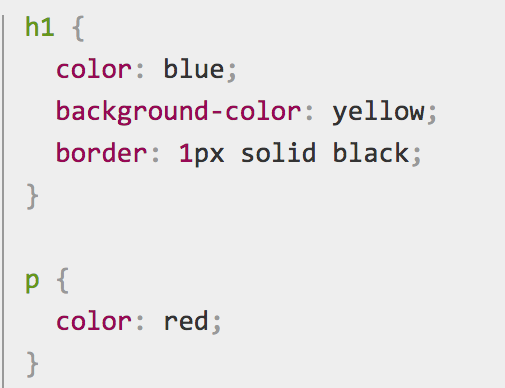 h1 {
  color: blue;
  background-color: yellow;
  border: 1px solid black;
}

p {
  color: red;
}